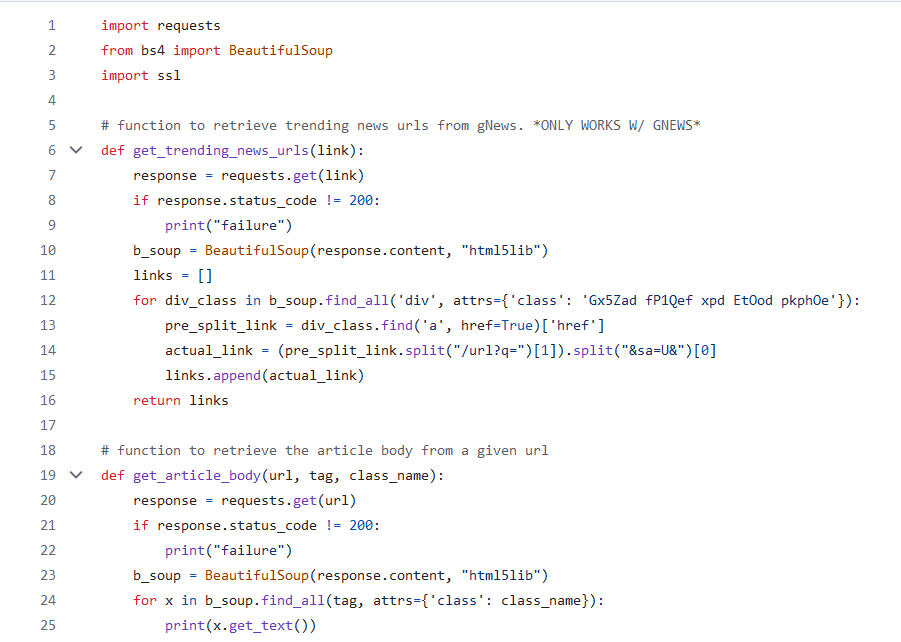 1 import requests
2 from bs4 import BeautifulSoup
3 import ssl
4
5 # function to retrieve trending news urls from gNews. *ONLY WORKS W/ GNEWS*
6 def get_trending_news_urls(link):
7     response = requests.get(link)
8     if response.status_code != 200:
9         print("failure")
10     b_soup = BeautifulSoup(response.content, "html5lib")
11     links = []
12     for div_class in b_soup.find_all('div', attrs={'class': 'Gx5Zad fP1Qef xpd EtOod pkphOe'}):
13         pre_split_link = div_class.find('a', href=True)['href']
14         actual_link = (pre_split_link.split("/url?q=")[1]).split("&sa=U&")[0]
15         links.append(actual_link)
16     return links
17
18 # function to retrieve the article body from a given url
19 def get_article_body(url, tag, class_name):
20     response = requests.get(url)
21     if response.status_code != 200:
22         print("failure")
23     b_soup = BeautifulSoup(response.content, "html5lib")
24     for x in b_soup.find_all(tag, attrs={'class': class_name}):
25         print(x.get_text())